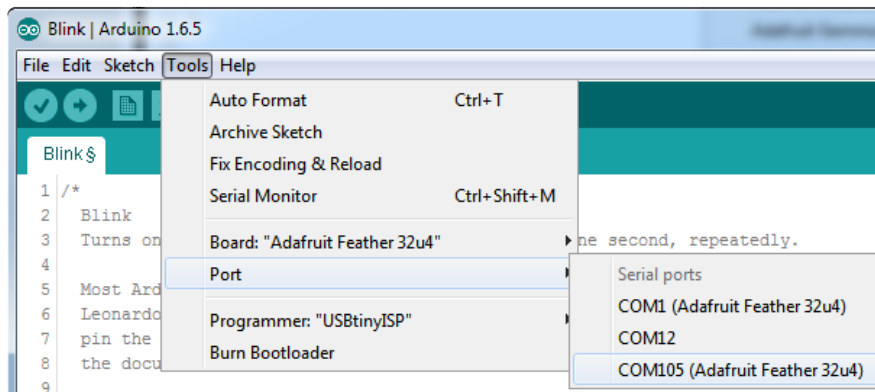 Blink | Arduino 1.6.5
File Edit Sketch Tools Help
Auto Format Ctrl+T
Archive Sketch
Fix Encoding & Reload
Serial Monitor Ctrl+Shift+M
Board: "Adafruit Feather 32u4"
Port
Programmer: "USBtinyISP"
Burn Bootloader
Serial ports
COM1 (Adafruit Feather 32u4)
COM12
COM105 (Adafruit Feather 32u4)
Blink§
1 /*
2 Blink
3 Turns on ne second, repeatedly.
4
5 Most Ard
6 Leonardo
7 pin the
8 the docu
9